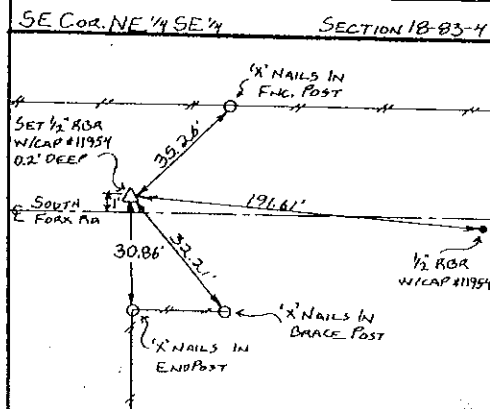 SE COR. NE 1/4 SE 1/4
SECTION 18-83-4
'X' NAILS IN
FNC. POST
SET 1/2" RBR
W/CAP #11954
0.2' DEEP
35.26'
1'
191.61'
℄ SOUTH
FORK RD
30.86'
32.21'
1/2" RBR
W/CAP #11954
'X' NAILS IN
BRACE POST
'X' NAILS IN
ENDPOST